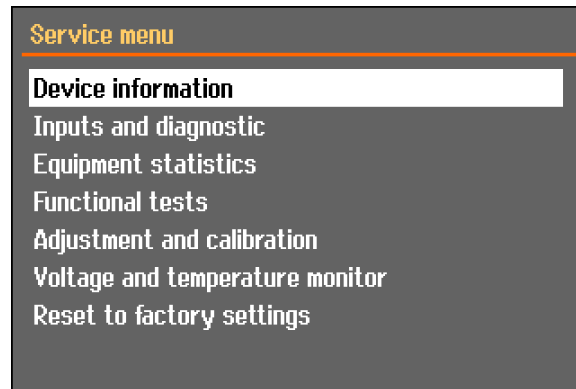 Service menu
Device information
Inputs and diagnostic
Equipment statistics
Functional tests
Adjustment and calibration
Voltage and temperature monitor
Reset to factory settings